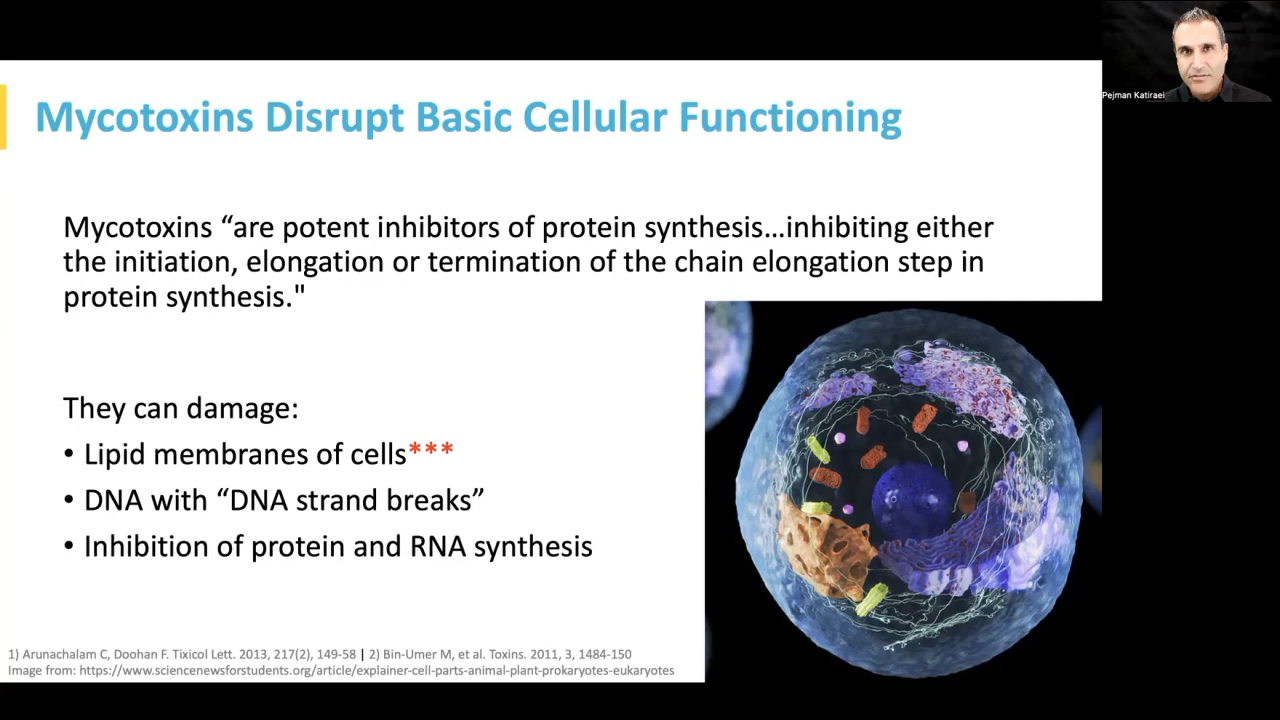 Pejman Katiraei
Mycotoxins Disrupt Basic Cellular Functioning
Mycotoxins “are potent inhibitors of protein synthesis…inhibiting either
the initiation, elongation or termination of the chain elongation step in
protein synthesis."
They can damage:
• Lipid membranes of cells***
• DNA with “DNA strand breaks”
• Inhibition of protein and RNA synthesis
1) Arunachalam C, Doohan F. Tixicol Lett. 2013, 217(2), 149-58 | 2) Bin-Umer M, et al. Toxins. 2011, 3, 1484-150
Image from: https://www.sciencenewsforstudents.org/article/explainer-cell-parts-animal-plant-prokaryotes-eukaryotes